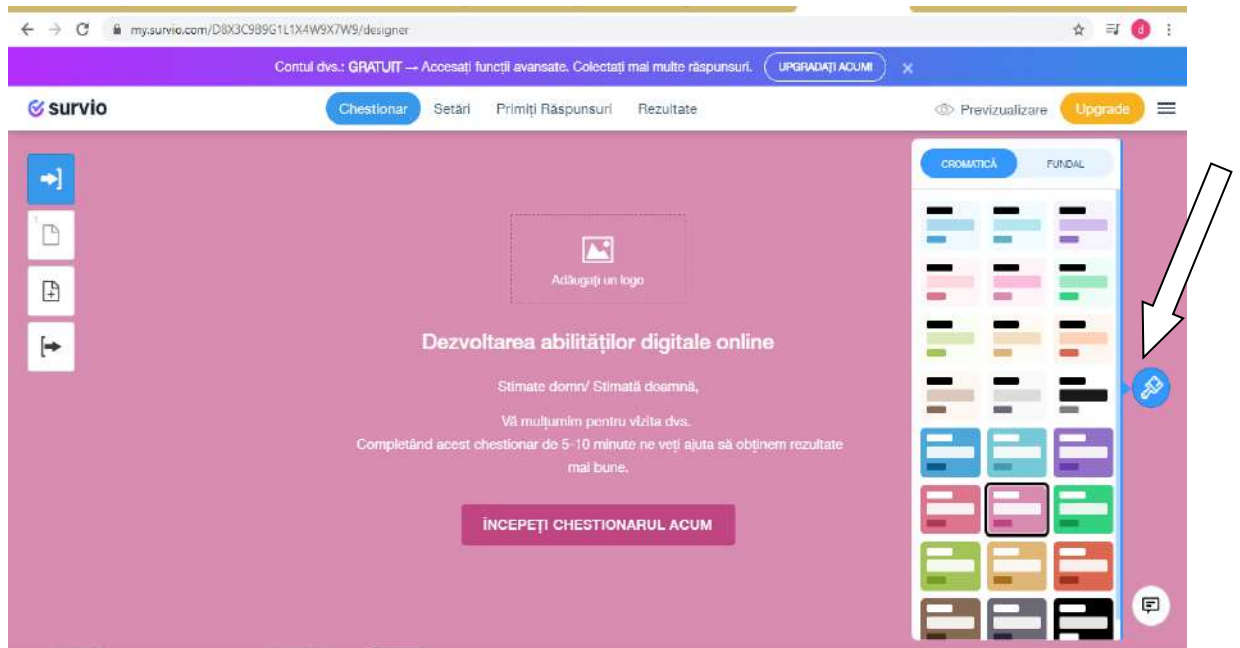 my.survio.com/D8X3C9B9G1L1X4W9X7W9/designer
d
Contul dvs.: GRATUIT → Accesați funcții avansate. Colectați mai multe răspunsuri. UPGRADAȚI ACUM!
survio
Chestionar Setări Primiți Răspunsuri Rezultate Previzualizare Upgrade
CROMATICĂ FUNDAL
1
Adăugați un logo
Dezvoltarea abilităților digitale online
Stimate domn/ Stimată doamnă,
Vă mulțumim pentru vizita dvs.
Completând acest chestionar de 5-10 minute ne veți ajuta să obținem rezultate
mai bune.
ÎNCEPEȚI CHESTIONARUL ACUM